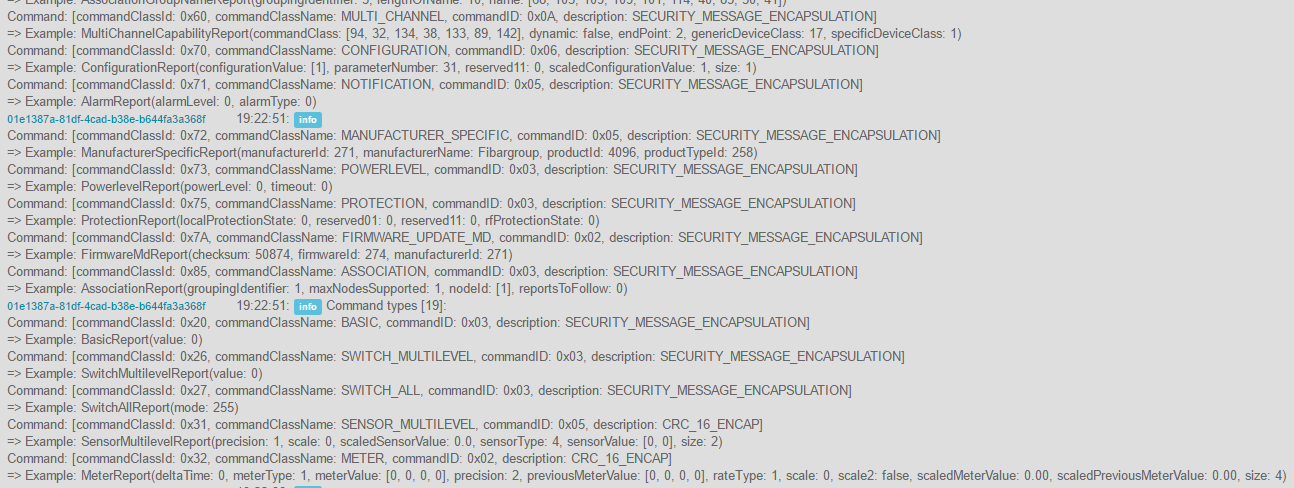 => Example: AssociationGroupNameReport(groupingIdentifier: 5, lengthOfName: 10, name: [68, 105, 109, 109, 101, 114, 40, 83, 50, 41])
Command: [commandClassId: 0x60, commandClassName: MULTI_CHANNEL, commandID: 0x0A, description: SECURITY_MESSAGE_ENCAPSULATION]
=> Example: MultiChannelCapabilityReport(commandClass: [94, 32, 134, 38, 133, 89, 142], dynamic: false, endPoint: 2, genericDeviceClass: 17, specificDeviceClass: 1)
Command: [commandClassId: 0x70, commandClassName: CONFIGURATION, commandID: 0x06, description: SECURITY_MESSAGE_ENCAPSULATION]
=> Example: ConfigurationReport(configurationValue: [1], parameterNumber: 31, reserved11: 0, scaledConfigurationValue: 1, size: 1)
Command: [commandClassId: 0x71, commandClassName: NOTIFICATION, commandID: 0x05, description: SECURITY_MESSAGE_ENCAPSULATION]
=> Example: AlarmReport(alarmLevel: 0, alarmType: 0)
01e1387a-81df-4cad-b38e-b644fa3a368f 19:22:51: info
Command: [commandClassId: 0x72, commandClassName: MANUFACTURER_SPECIFIC, commandID: 0x05, description: SECURITY_MESSAGE_ENCAPSULATION]
=> Example: ManufacturerSpecificReport(manufacturerId: 271, manufacturerName: Fibargroup, productId: 4096, productTypeId: 258)
Command: [commandClassId: 0x73, commandClassName: POWERLEVEL, commandID: 0x03, description: SECURITY_MESSAGE_ENCAPSULATION]
=> Example: PowerlevelReport(powerLevel: 0, timeout: 0)
Command: [commandClassId: 0x75, commandClassName: PROTECTION, commandID: 0x03, description: SECURITY_MESSAGE_ENCAPSULATION]
=> Example: ProtectionReport(localProtectionState: 0, reserved01: 0, reserved11: 0, rfProtectionState: 0)
Command: [commandClassId: 0x7A, commandClassName: FIRMWARE_UPDATE_MD, commandID: 0x02, description: SECURITY_MESSAGE_ENCAPSULATION]
=> Example: FirmwareMdReport(checksum: 50874, firmwareId: 274, manufacturerId: 271)
Command: [commandClassId: 0x85, commandClassName: ASSOCIATION, commandID: 0x03, description: SECURITY_MESSAGE_ENCAPSULATION]
=> Example: AssociationReport(groupingIdentifier: 1, maxNodesSupported: 1, nodeId: [1], reportsToFollow: 0)
01e1387a-81df-4cad-b38e-b644fa3a368f 19:22:51: info Command types [19]:
Command: [commandClassId: 0x20, commandClassName: BASIC, commandID: 0x03, description: SECURITY_MESSAGE_ENCAPSULATION]
=> Example: BasicReport(value: 0)
Command: [commandClassId: 0x26, commandClassName: SWITCH_MULTILEVEL, commandID: 0x03, description: SECURITY_MESSAGE_ENCAPSULATION]
=> Example: SwitchMultilevelReport(value: 0)
Command: [commandClassId: 0x27, commandClassName: SWITCH_ALL, commandID: 0x03, description: SECURITY_MESSAGE_ENCAPSULATION]
=> Example: SwitchAllReport(mode: 255)
Command: [commandClassId: 0x31, commandClassName: SENSOR_MULTILEVEL, commandID: 0x05, description: CRC_16_ENCAP]
=> Example: SensorMultilevelReport(precision: 1, scale: 0, scaledSensorValue: 0.0, sensorType: 4, sensorValue: [0, 0], size: 2)
Command: [commandClassId: 0x32, commandClassName: METER, commandID: 0x02, description: CRC_16_ENCAP]
=> Example: MeterReport(deltaTime: 0, meterType: 1, meterValue: [0, 0, 0, 0], precision: 2, previousMeterValue: [0, 0, 0, 0], rateType: 1, scale: 0, scale2: false, scaledMeterValue: 0.00, scaledPreviousMeterValue: 0.00, size: 4)